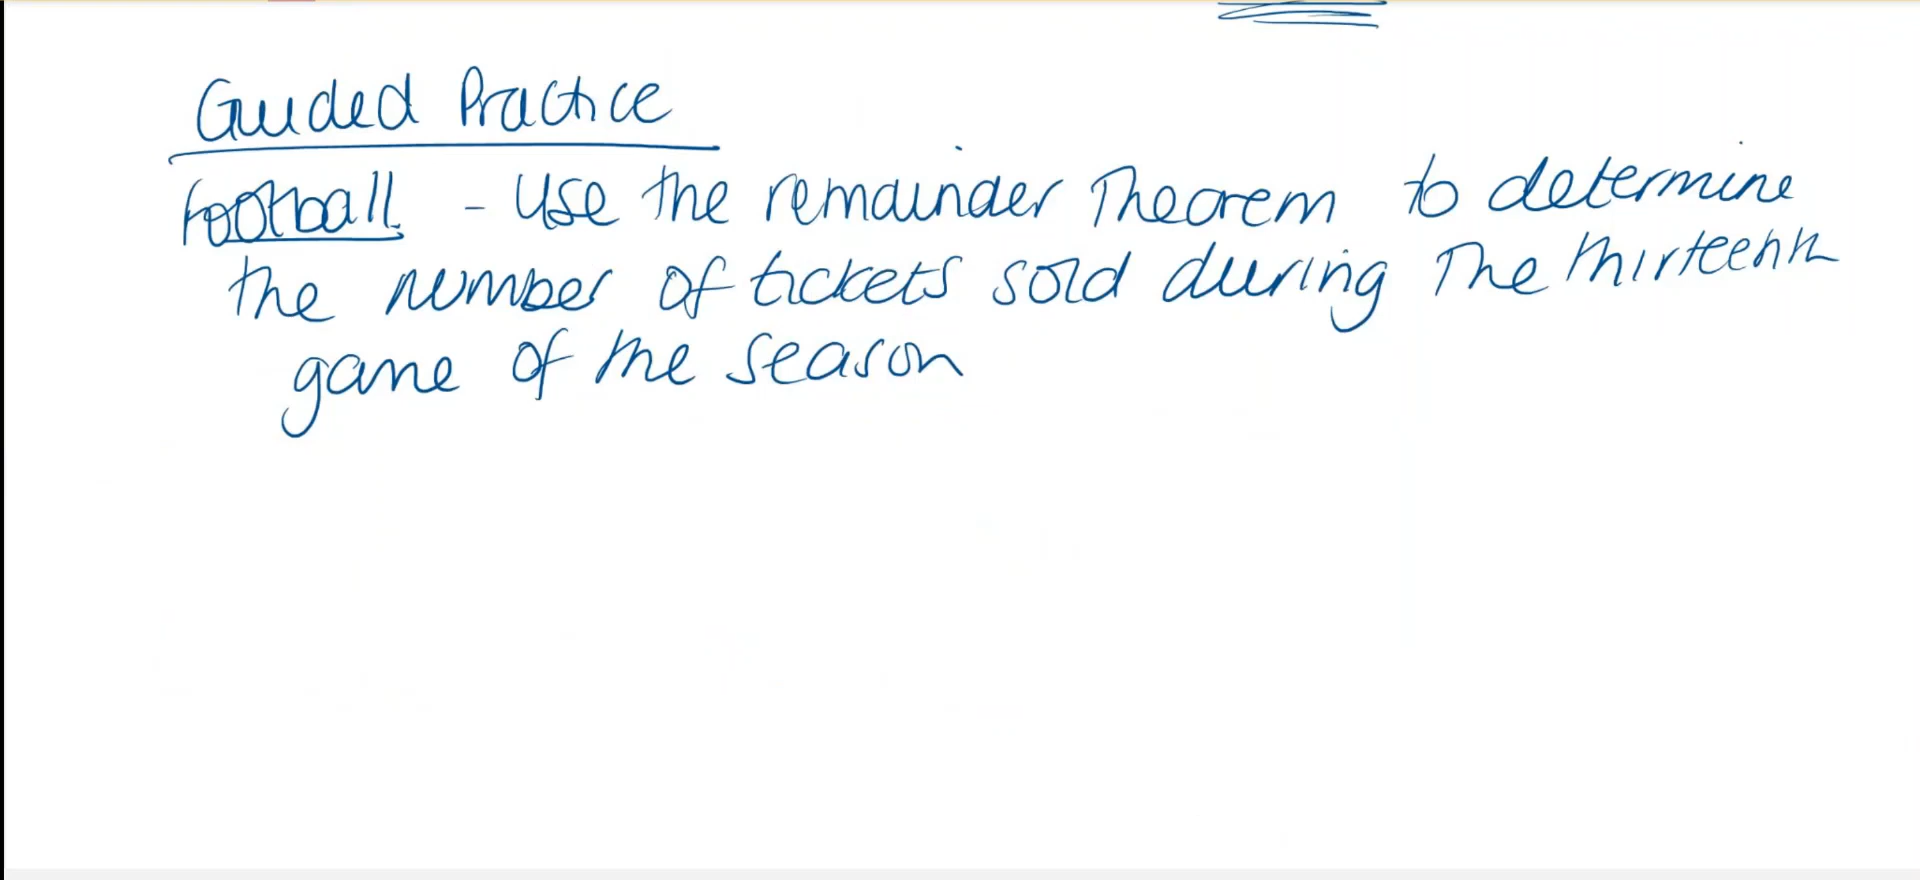 Guided Practice
Football - Use the remainder Theorem to determine
the number of tickets sold during The thirteenth
game of the season